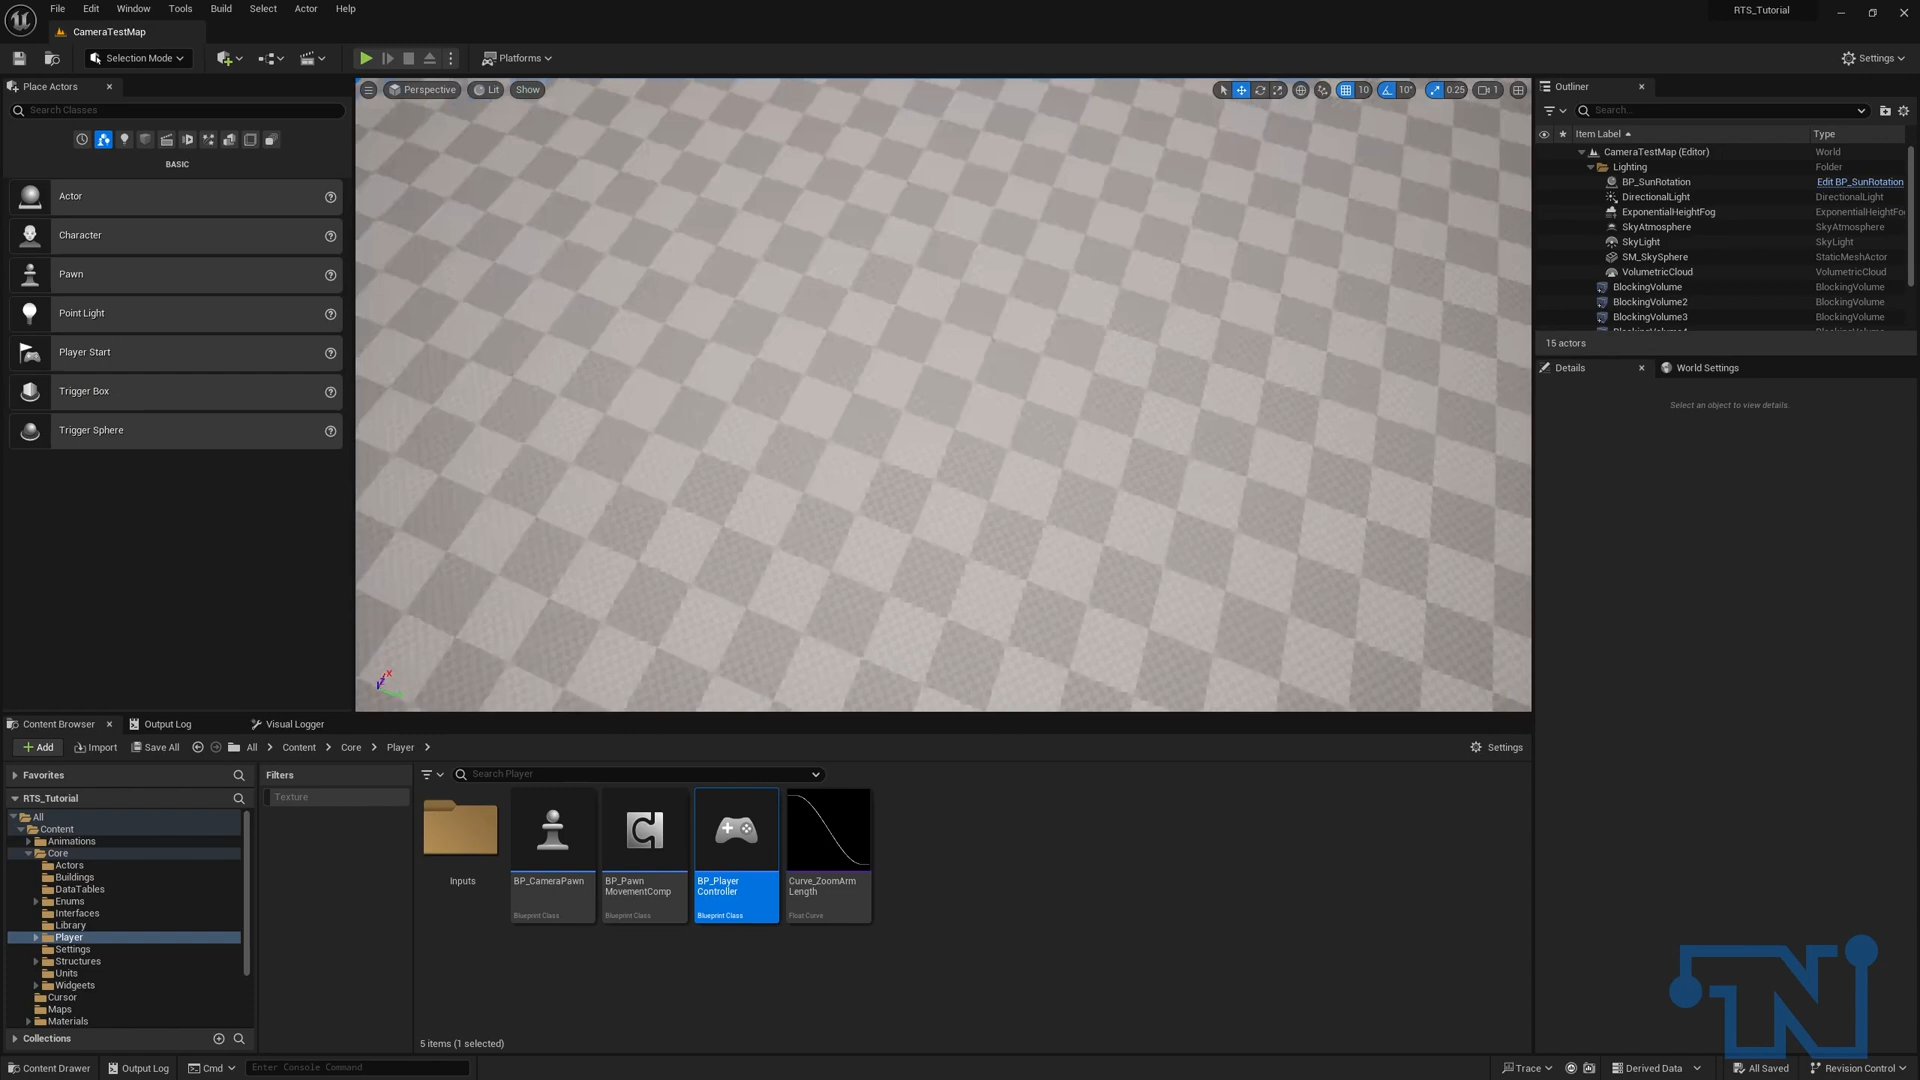 File Edit Window Tools Build Select Actor Help
RTS_Tutorial
CameraTestMap
Selection Mode
Platforms
Settings
Place Actors
Search Classes
BASIC
Actor
Character
Pawn
Point Light
Player Start
Trigger Box
Trigger Sphere
Perspective
Lit
Show
10
10°
0.25
1
Outliner
Search...
Item Label
Type
CameraTestMap (Editor) World
Lighting Folder
BP_SunRotation Edit BP_SunRotation
DirectionalLight DirectionalLight
ExponentialHeightFog ExponentialHeightFo
SkyAtmosphere SkyAtmosphere
SkyLight SkyLight
SM_SkySphere StaticMeshActor
VolumetricCloud VolumetricCloud
BlockingVolume BlockingVolume
BlockingVolume2 BlockingVolume
BlockingVolume3 BlockingVolume
15 actors
Details
World Settings
Select an object to view details.
Content Browser
Output Log
Visual Logger
Add
Import
Save All
All
Content
Core
Player
Settings
Favorites
RTS_Tutorial
All
Content
Animations
Core
Actors
Buildings
DataTables
Enums
Interfaces
Library
Player
Settings
Structures
Units
Widgeets
Cursor
Maps
Materials
Collections
Filters
Texture
Search Player
Inputs
BP_CameraPawn
Blueprint Class
BP_Pawn
MovementComp
Blueprint Class
BP_Player
Controller
Blueprint Class
Curve_ZoomArm
Length
Float Curve
5 items (1 selected)
Content Drawer
Output Log
Cmd
Enter Console Command
Trace
Derived Data
All Saved
Revision Control